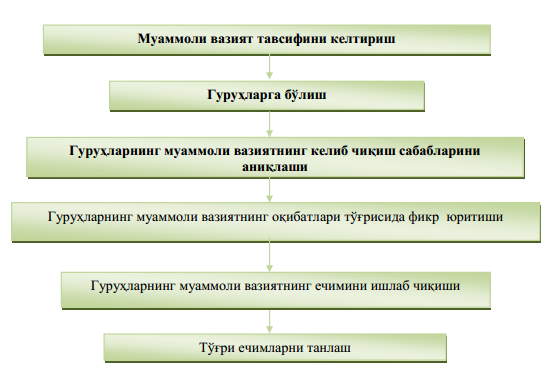 Муаммоли вазият тавсифини келтириш
Гуруҳларга бўлиш
Гуруҳларнинг муаммоли вазиятнинг келиб чиқиш сабабларини
аниқлаши
Гуруҳларнинг муаммоли вазиятнинг оқибатлари тўғрисида фикр юритиши
Гуруҳларнинг муаммоли вазиятнинг ечимини ишлаб чиқиши
Тўғри ечимларни танлаш